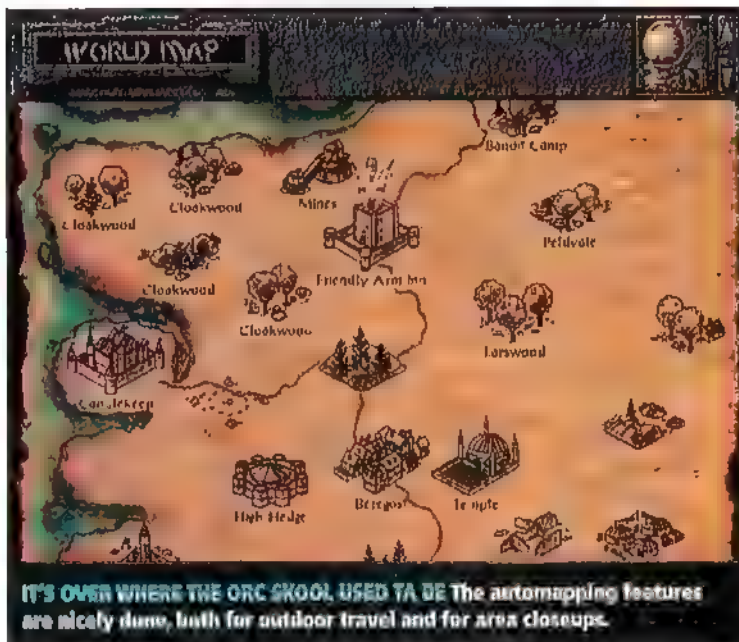 WORLD MAP
Bandit Camp
Cloakwood
Mines
Cloakwood
Peldvale
Cloakwood
Friendly Arm Inn
Cloakwood
Larswood
Candlekeep
High Hedge
Beregost
Temple
IT'S OVER WHERE THE ORC SKOOL USED TA BE The automapping features
are nicely done, both for outdoor travel and for area closeups.